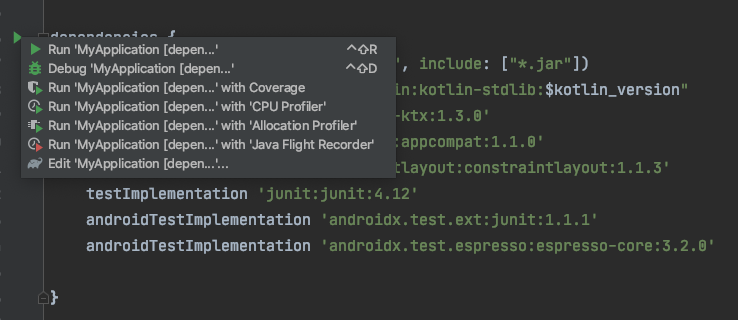 dependencies {
Run 'MyApplication [depen...' ^⇧R
', include: ["*.jar"])
Debug 'MyApplication [depen...' ^⇧D
in:kotlin-stdlib:$kotlin_version"
Run 'MyApplication [depen...' with Coverage
Run 'MyApplication [depen...' with 'CPU Profiler'
-ktx:1.3.0'
Run 'MyApplication [depen...' with 'Allocation Profiler'
:appcompat:1.1.0'
Run 'MyApplication [depen...' with 'Java Flight Recorder'
Edit 'MyApplication [depen...'...
tlayout:constraintlayout:1.1.3'
testImplementation 'junit:junit:4.12'
androidTestImplementation 'androidx.test.ext:junit:1.1.1'
androidTestImplementation 'androidx.test.espresso:espresso-core:3.2.0'
}